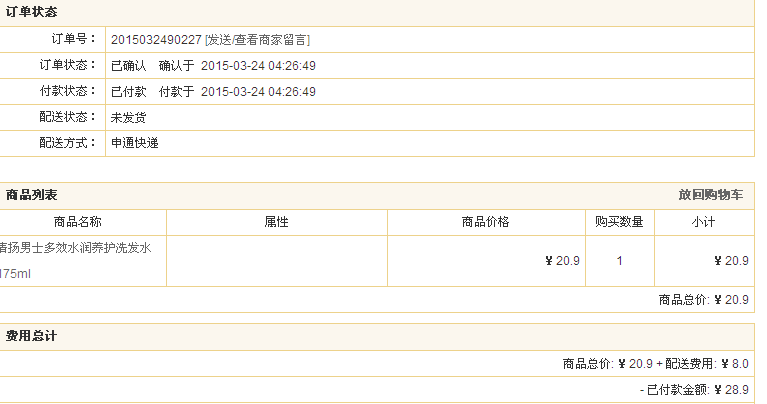 订单状态
订单号： 2015032490227 [发送/查看商家留言]
订单状态： 已确认 确认于 2015-03-24 04:26:49
付款状态： 已付款 付款于 2015-03-24 04:26:49
配送状态： 未发货
配送方式： 申通快递
商品列表 放回购物车
商品名称 属性 商品价格 购买数量 小计
扬男士多效水润养护洗发水
175ml
¥ 20.9 1 ¥ 20.9
商品总价: ¥ 20.9
费用总计
商品总价: ¥ 20.9 + 配送费用: ¥ 8.0
- 已付款金额: ¥ 28.9